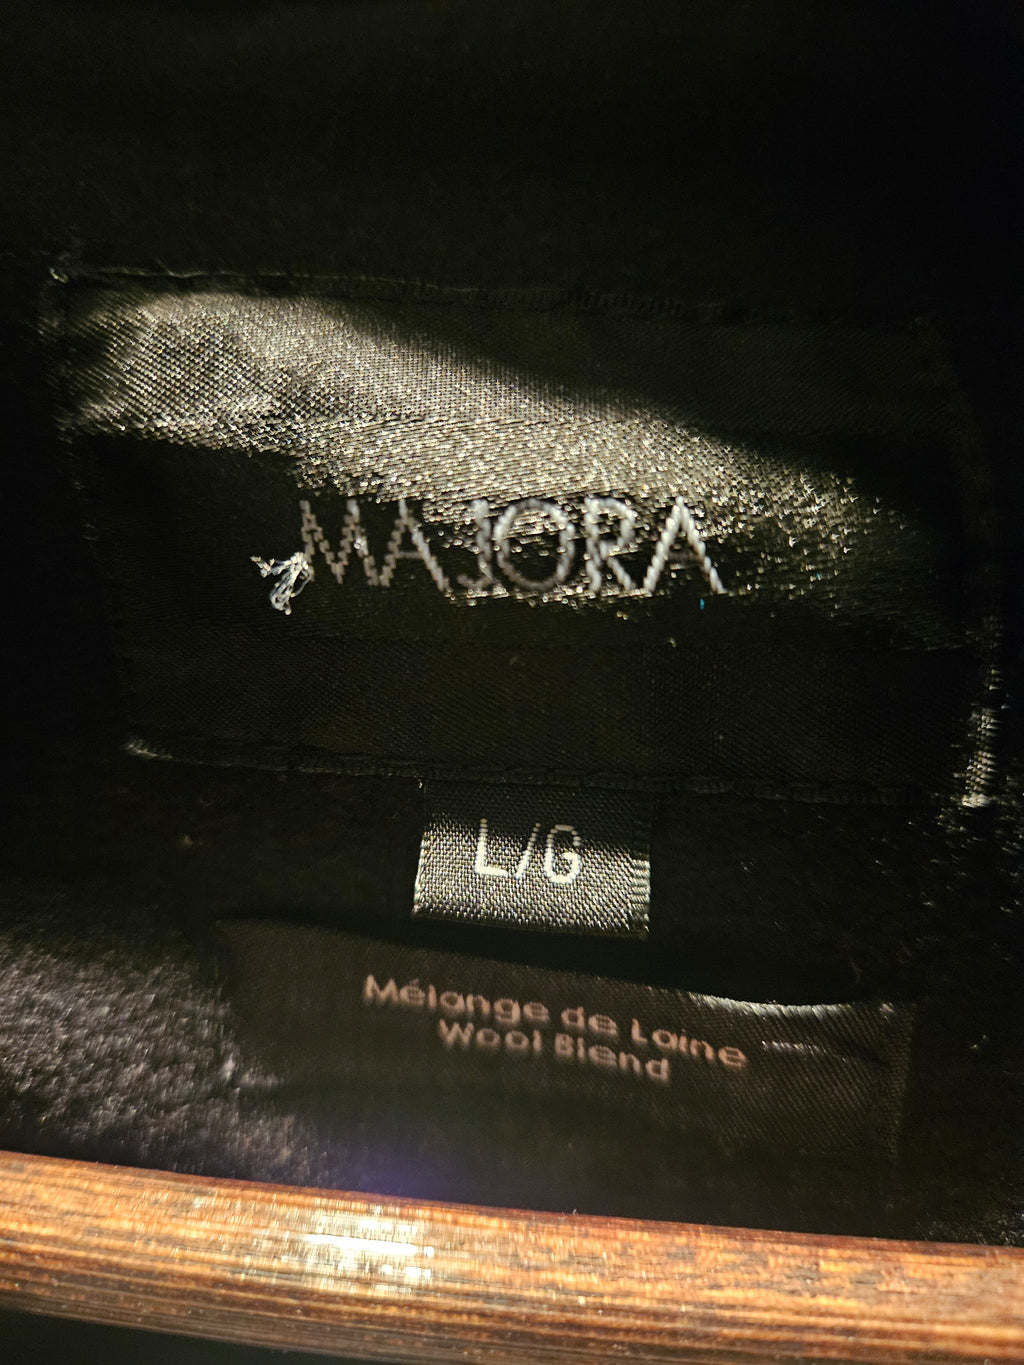 MAJORA
L/G
Mélange de Laine
Wool Blend